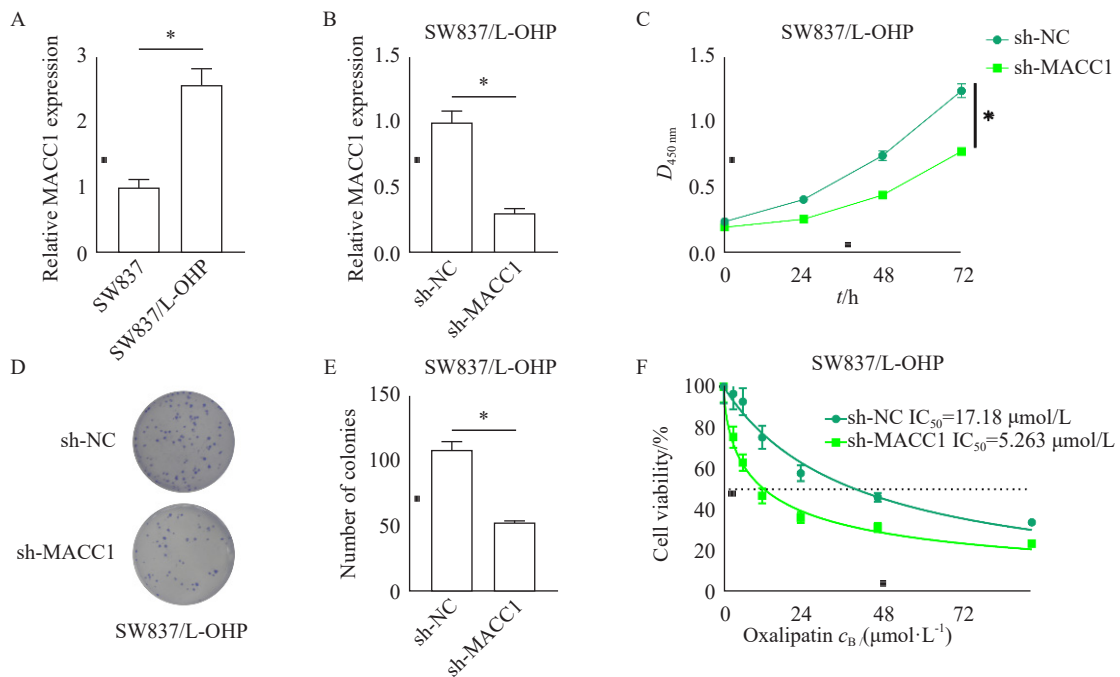 A
Relative MACC1 expression
3
2
1
0
*
SW837
SW837/L-OHP
B
SW837/L-OHP
Relative MACC1 expression
1.5
1.0
0.5
0.0
*
sh-NC
sh-MACC1
C
SW837/L-OHP
sh-NC
sh-MACC1
D450 nm
1.5
1.0
0.5
0.0
*
0 24 48 72
t/h
D
sh-NC
sh-MACC1
SW837/L-OHP
E
SW837/L-OHP
Number of colonies
150
100
50
0
*
sh-NC
sh-MACC1
F
SW837/L-OHP
Cell viability/%
100
80
60
40
20
0
sh-NC IC50=17.18 μmol/L
sh-MACC1 IC50=5.263 μmol/L
0 24 48 72
Oxalipatin cB /(μmol·L-1)